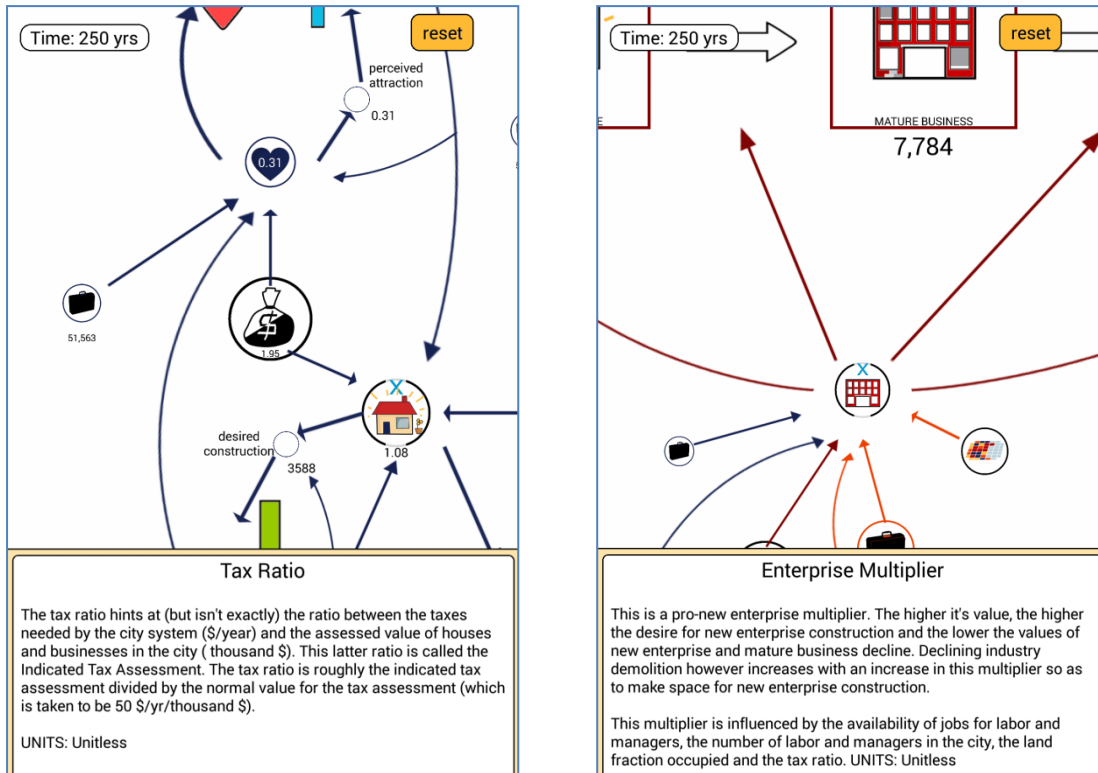 Time: 250 yrs
reset
perceived
attraction
0.31
0.31
51,563
$
1.95
X
desired
construction
3588
1.08
Tax Ratio
The tax ratio hints at (but isn't exactly) the ratio between the taxes
needed by the city system ($/year) and the assessed value of houses
and businesses in the city ( thousand $). This latter ratio is called the
Indicated Tax Assessment. The tax ratio is roughly the indicated tax
assessment divided by the normal value for the tax assessment (which
is taken to be 50 $/yr/thousand $).
UNITS: Unitless
Time: 250 yrs
reset
E
MATURE BUSINESS
7,784
X
Enterprise Multiplier
This is a pro-new enterprise multiplier. The higher it's value, the higher
the desire for new enterprise construction and the lower the values of
new enterprise and mature business decline. Declining industry
demolition however increases with an increase in this multiplier so as
to make space for new enterprise construction.
This multiplier is influenced by the availability of jobs for labor and
managers, the number of labor and managers in the city, the land
fraction occupied and the tax ratio. UNITS: Unitless